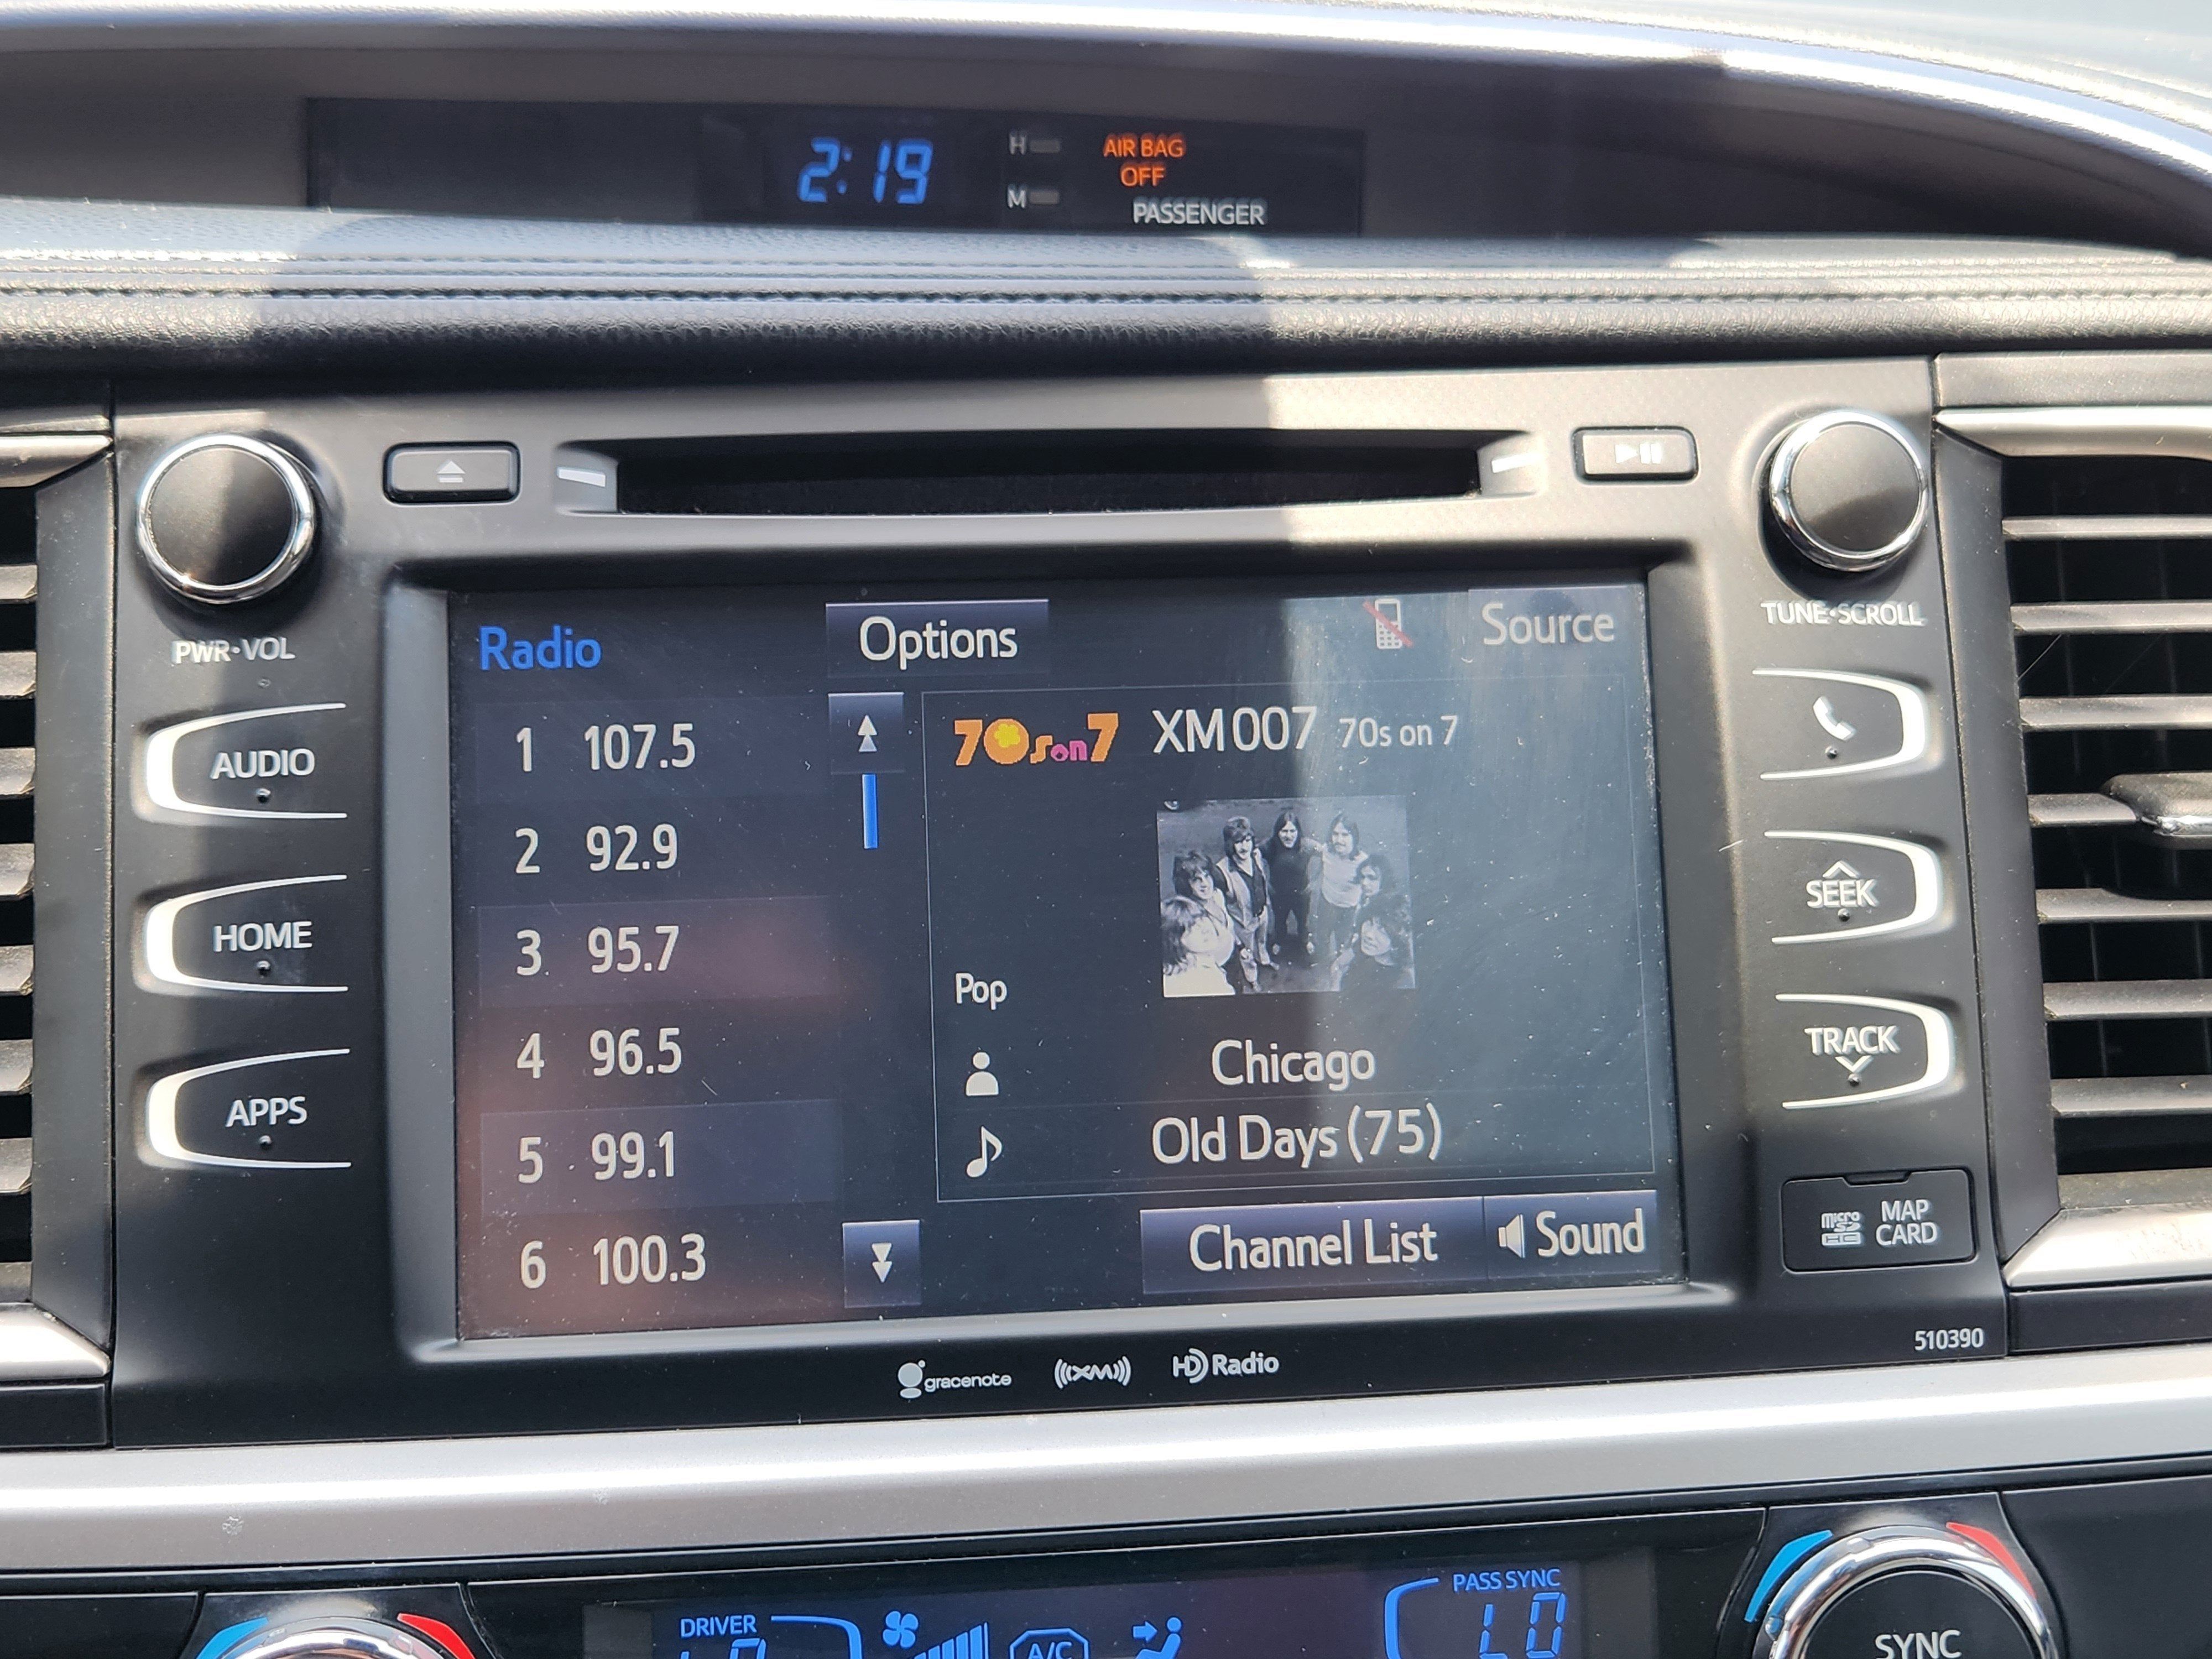 2:19
H
AIR BAG
OFF
M
PASSENGER
PWR•VOL
TUNE•SCROLL
Radio
Options
Source
1 107.5
70s on 7
XM007 70s on 7
AUDIO
2 92.9
SEEK
HOME
3 95.7
Pop
4 96.5
TRACK
Chicago
APPS
5 99.1
Old Days (75)
6 100.3
Channel List
Sound
micro SD HC
MAP
CARD
510390
gracenote
((XM))
HD Radio
PASS SYNC
DRIVER
LO
A/C
SYNC